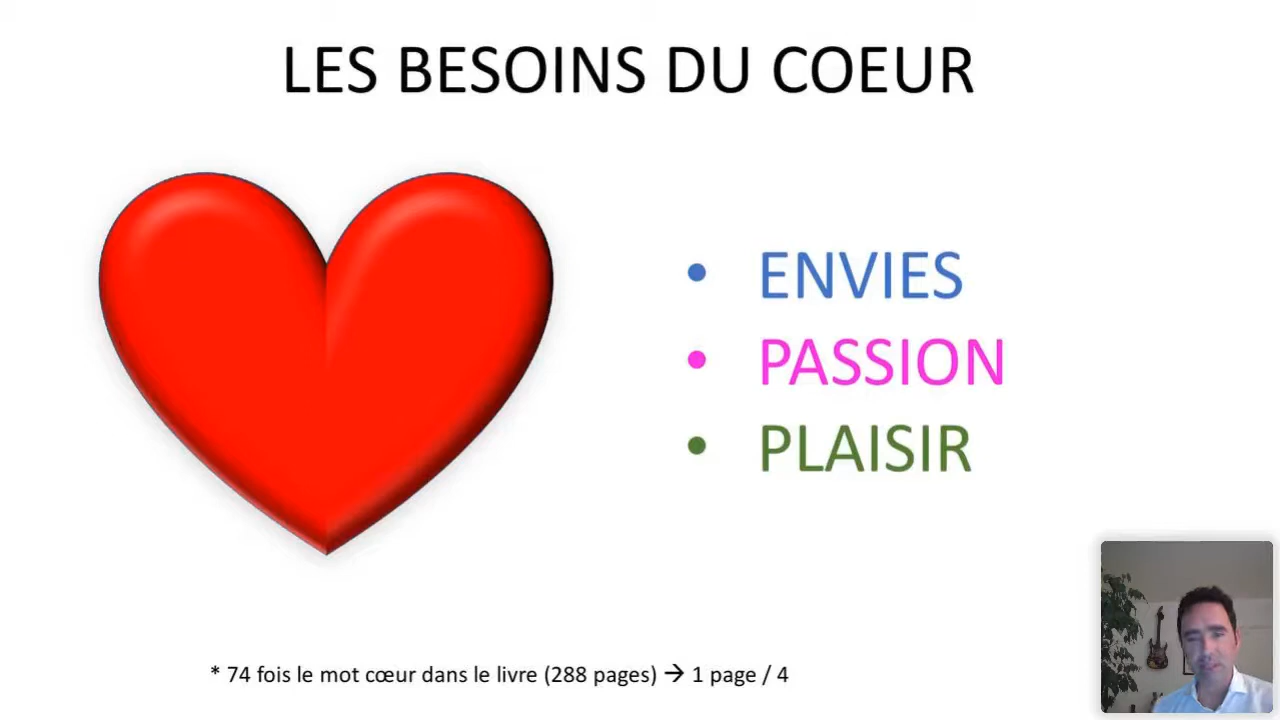 LES BESOINS DU COEUR
• ENVIES
• PASSION
• PLAISIR
* 74 fois le mot cœur dans le livre (288 pages) → 1 page / 4